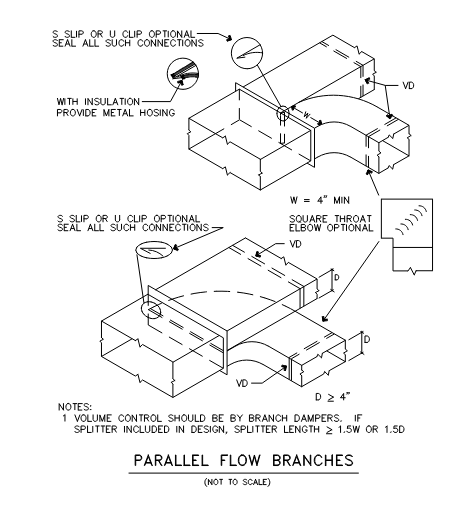 S SLIP OR U CLIP OPTIONAL
SEAL ALL SUCH CONNECTIONS
WITH INSULATION
PROVIDE METAL HOSING
W
VD
W = 4" MIN
SQUARE THROAT
ELBOW OPTIONAL
S SLIP OR U CLIP OPTIONAL
SEAL ALL SUCH CONNECTIONS
VD
D
D
VD
D ≥ 4"
NOTES:
1 VOLUME CONTROL SHOULD BE BY BRANCH DAMPERS. IF
SPLITTER INCLUDED IN DESIGN, SPLITTER LENGTH ≥ 1.5W OR 1.5D
PARALLEL FLOW BRANCHES
(NOT TO SCALE)